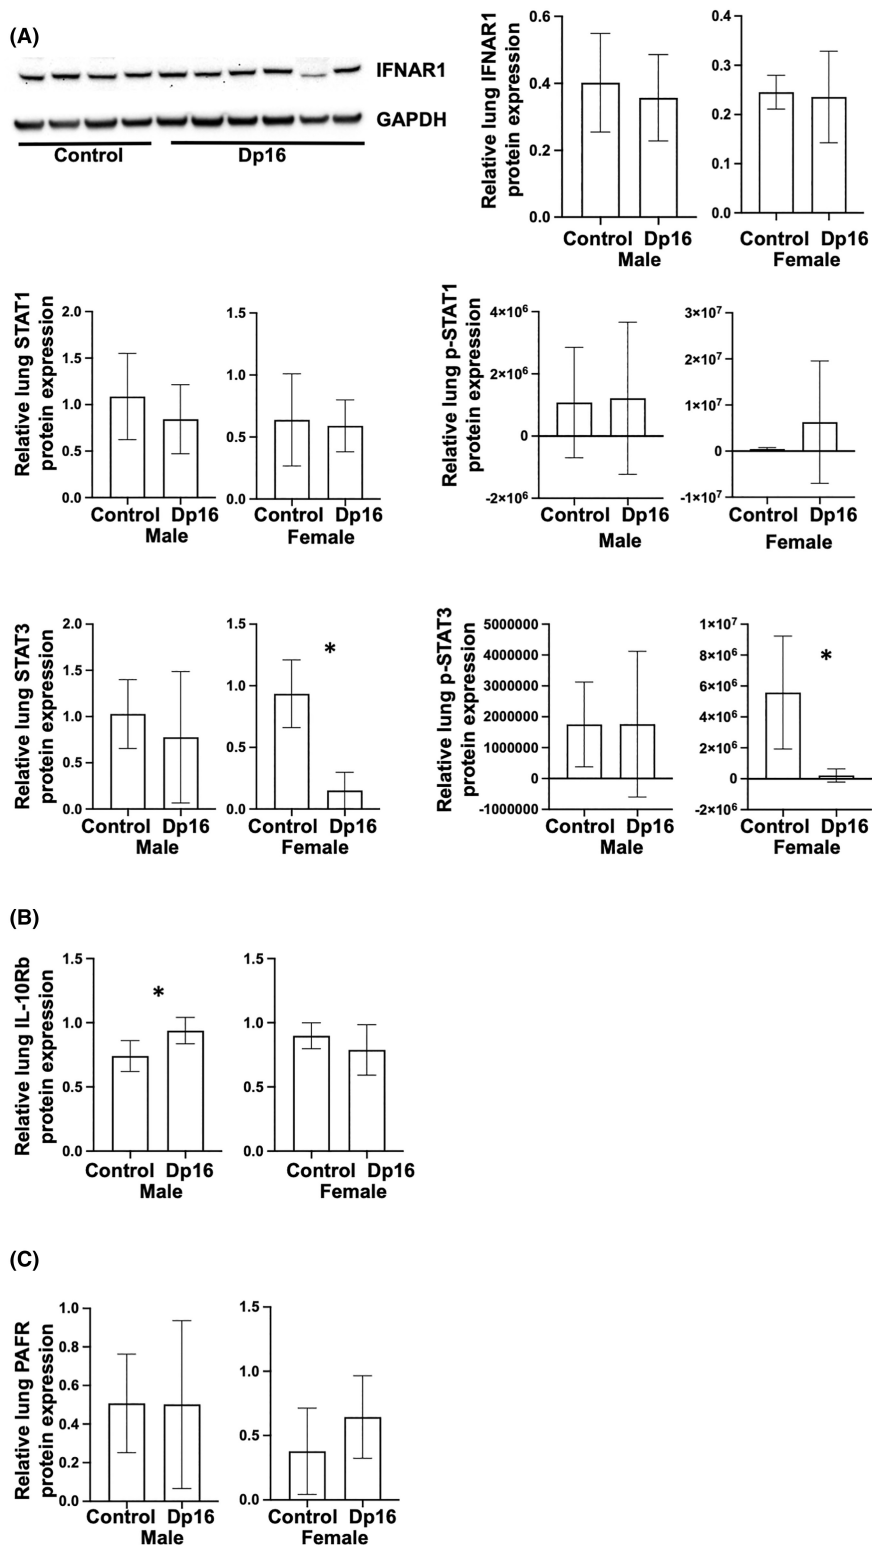 (A)
IFNAR1
GAPDH
Control Dp16
Relative lung IFNAR1
protein expression
0.6
0.4
0.2
0.0
Control Dp16
Male
0.4
0.3
0.2
0.1
0.0
Control Dp16
Female
Relative lung STAT1
protein expression
2.0
1.5
1.0
0.5
0.0
Control Dp16
Male
1.5
1.0
0.5
0.0
Control Dp16
Female
Relative lung p-STAT1
protein expression
4×10⁶
2×10⁶
0
-2×10⁶
Control Dp16
Male
3×10⁷
2×10⁷
1×10⁷
0
-1×10⁷
Control Dp16
Female
Relative lung STAT3
protein expression
2.0
1.5
1.0
0.5
0.0
Control Dp16
Male
1.5
1.0
0.5
0.0
*
Control Dp16
Female
Relative lung p-STAT3
protein expression
5000000
4000000
3000000
2000000
1000000
0
-1000000
Control Dp16
Male
1×10⁷
8×10⁶
6×10⁶
4×10⁶
2×10⁶
0
-2×10⁶
*
Control Dp16
Female
(B)
Relative lung IL-10Rb
protein expression
1.5
1.0
0.5
0.0
*
Control Dp16
Male
1.5
1.0
0.5
0.0
Control Dp16
Female
(C)
Relative lung PAFR
protein expression
1.0
0.8
0.6
0.4
0.2
0.0
Control Dp16
Male
1.5
1.0
0.5
0.0
Control Dp16
Female